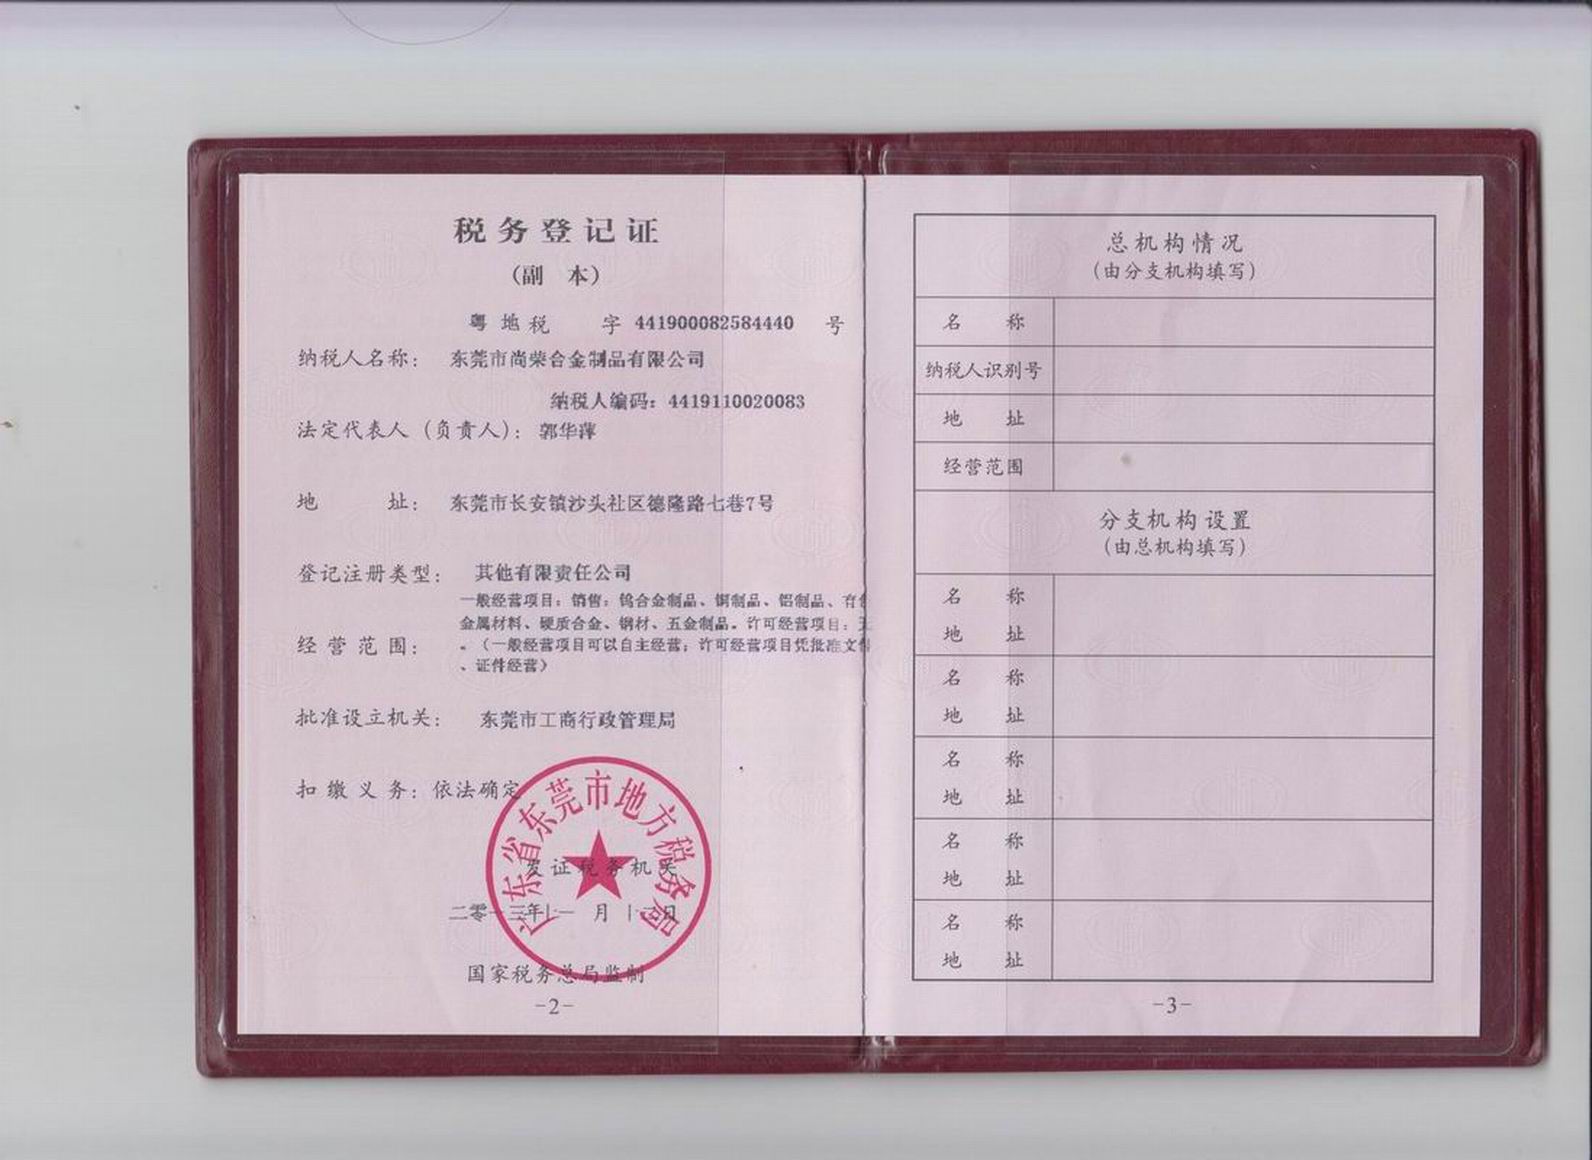 税务登记证
(副 本)
粤地税 字 441900082584440 号
纳税人名称： 东莞市尚荣合金制品有限公司
纳税人编码：4419110020083
法定代表人（负责人）： 郭华萍
地 址： 东莞市长安镇沙头社区德隆路七巷7号
登记注册类型： 其他有限责任公司
一般经营项目：销售：钨合金制品、铜制品、铝制品、有色
金属材料、硬质合金、钢材、五金制品。许可经营项目：无
经营范围： 。（一般经营项目可以自主经营；许可经营项目凭批准文件
、证件经营）
批准设立机关： 东莞市工商行政管理局
扣缴义务：依法确定
广东省东莞市地方税务局
发证税务机关
二零一三年十一月十二日
国家税务总局监制
-2-
总机构情况
(由分支机构填写)
名 称
纳税人识别号
地 址
经营范围
分支机构设置
(由总机构填写)
名 称
地 址
名 称
地 址
名 称
地 址
名 称
地 址
名 称
地 址
-3-